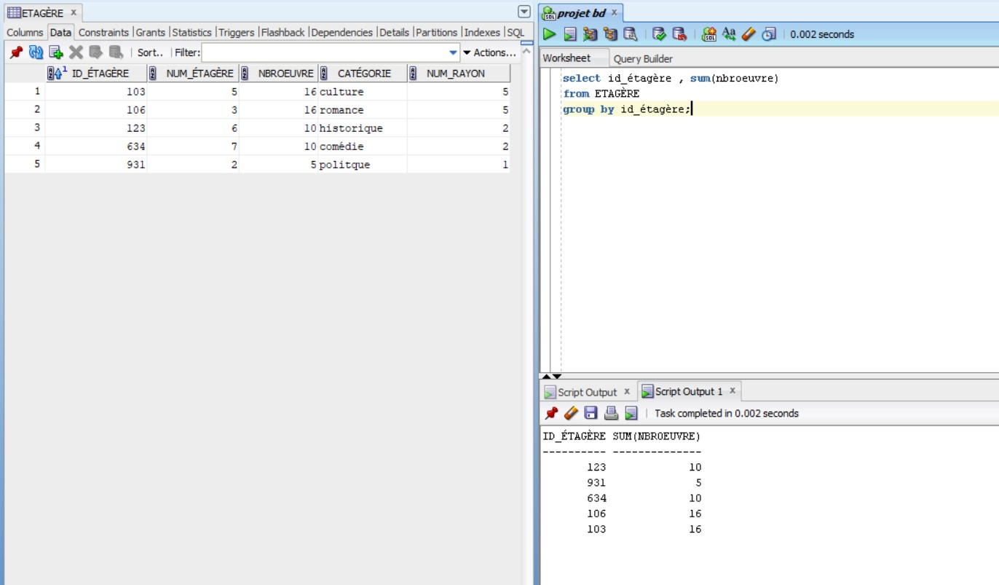 ETAGÈRE x
Columns Data Constraints Grants Statistics Triggers Flashback Dependencies Details Partitions Indexes SQL
Sort.. Filter: Actions...
ID_ÉTAGÈRE NUM_ÉTAGÈRE NBROEUVRE CATÉGORIE NUM_RAYON
1 103 5 16 culture 5
2 106 3 16 romance 5
3 123 6 10 historique 2
4 634 7 10 comédie 2
5 931 2 5 politque 1
projet bd x
0.002 seconds
Worksheet Query Builder
select id_étagère , sum(nbroeuvre)
from ETAGÈRE
group by id_étagère;
Script Output x Script Output 1 x
Task completed in 0.002 seconds
ID_ÉTAGÈRE SUM(NBROEUVRE)
---------- --------------
123 10
931 5
634 10
106 16
103 16